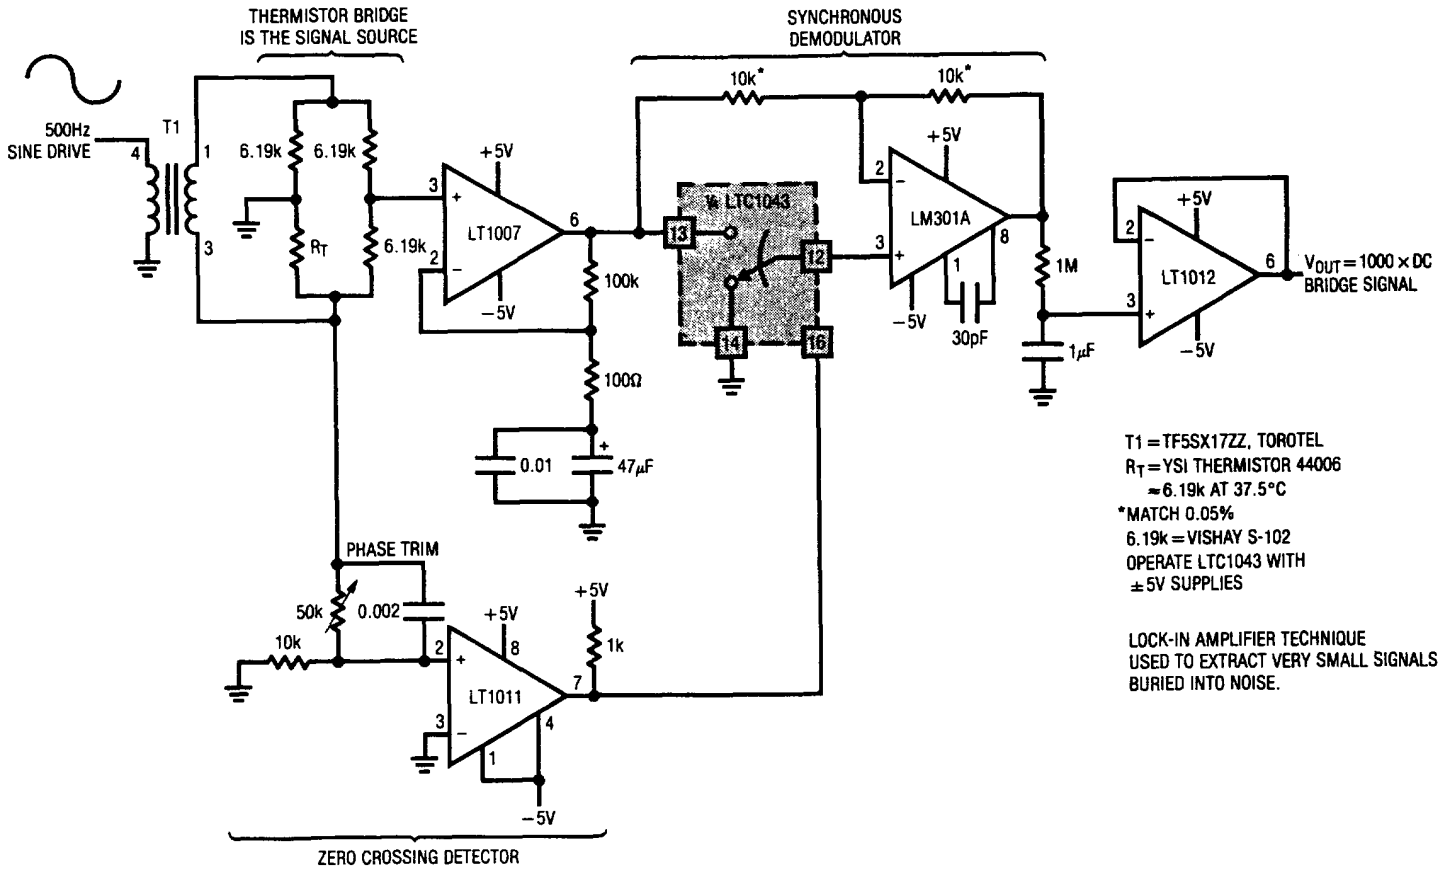 THERMISTOR BRIDGE
IS THE SIGNAL SOURCE
SYNCHRONOUS
DEMODULATOR
500Hz
SINE DRIVE
T1
4
1
3
6.19k
6.19k
RT
6.19k
+5V
3
+
LT1007
2
−
−5V
6
100k
100Ω
0.01
+
47µF
10k*
10k*
LTC1043
13
12
14
16
+5V
2
−
LM301A
3
+
1
8
−5V
30pF
1M
1µF
+5V
2
−
LT1012
3
+
6
−5V
VOUT = 1000 × DC
BRIDGE SIGNAL
T1 = TF5SX17ZZ, TOROTEL
RT = YSI THERMISTOR 44006
≈ 6.19k AT 37.5°C
*MATCH 0.05%
6.19k = VISHAY S-102
OPERATE LTC1043 WITH
±5V SUPPLIES
LOCK-IN AMPLIFIER TECHNIQUE
USED TO EXTRACT VERY SMALL SIGNALS
BURIED INTO NOISE.
PHASE TRIM
50k
0.002
10k
+5V
8
2
+
LT1011
3
−
1
4
7
−5V
+5V
1k
ZERO CROSSING DETECTOR